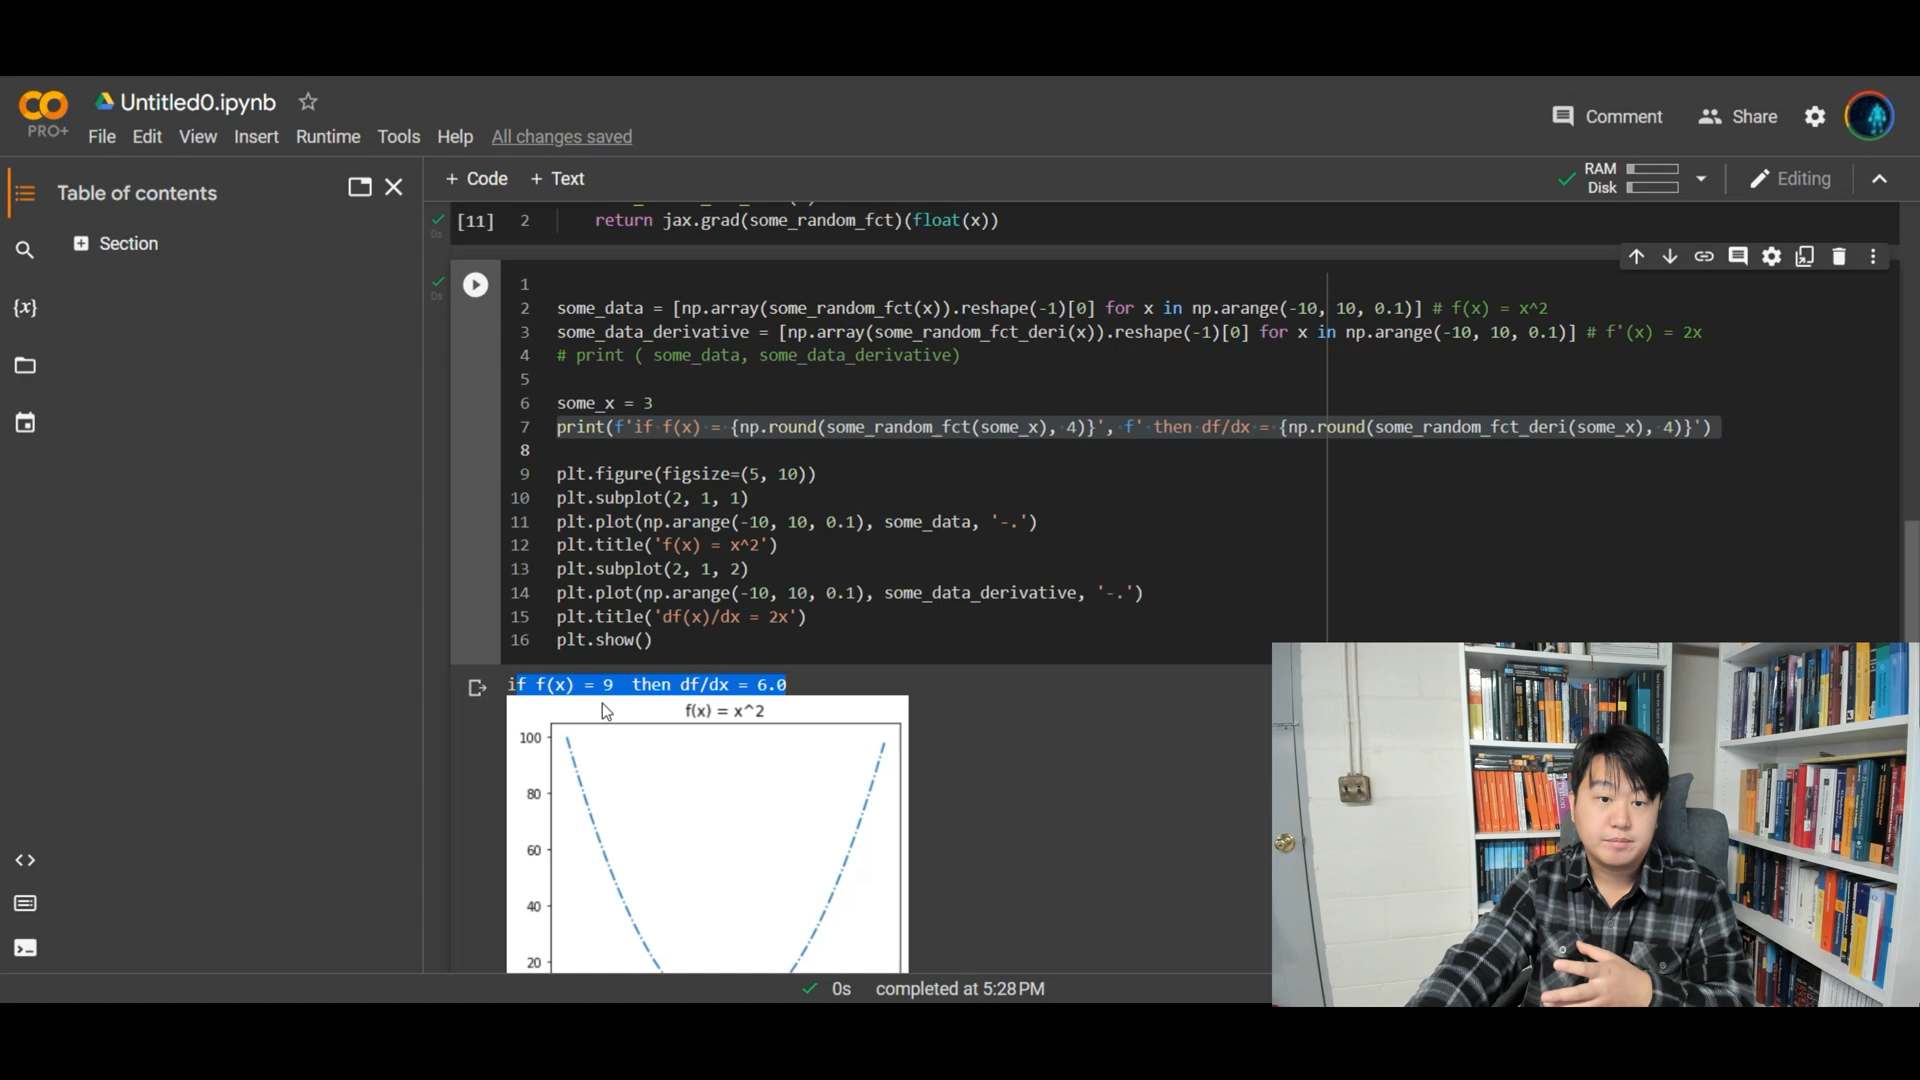 CO
PRO+
Untitled0.ipynb
File Edit View Insert Runtime Tools Help All changes saved
Comment Share
Table of contents
Section
{x}
+ Code + Text
RAM
Disk
Editing
[11] 2 return jax.grad(some_random_fct)(float(x))
0s
0s
1
2 some_data = [np.array(some_random_fct(x)).reshape(-1)[0] for x in np.arange(-10, 10, 0.1)] # f(x) = x^2
3 some_data_derivative = [np.array(some_random_fct_deri(x)).reshape(-1)[0] for x in np.arange(-10, 10, 0.1)] # f'(x) = 2x
4 # print ( some_data, some_data_derivative)
5
6 some_x = 3
7 print(f'if f(x) = {np.round(some_random_fct(some_x), 4)}', f' then df/dx = {np.round(some_random_fct_deri(some_x), 4)}')
8
9 plt.figure(figsize=(5, 10))
10 plt.subplot(2, 1, 1)
11 plt.plot(np.arange(-10, 10, 0.1), some_data, '-.')
12 plt.title('f(x) = x^2')
13 plt.subplot(2, 1, 2)
14 plt.plot(np.arange(-10, 10, 0.1), some_data_derivative, '-.')
15 plt.title('df(x)/dx = 2x')
16 plt.show()
if f(x) = 9  then df/dx = 6.0
f(x) = x^2
100
80
60
40
20
0s completed at 5:28 PM